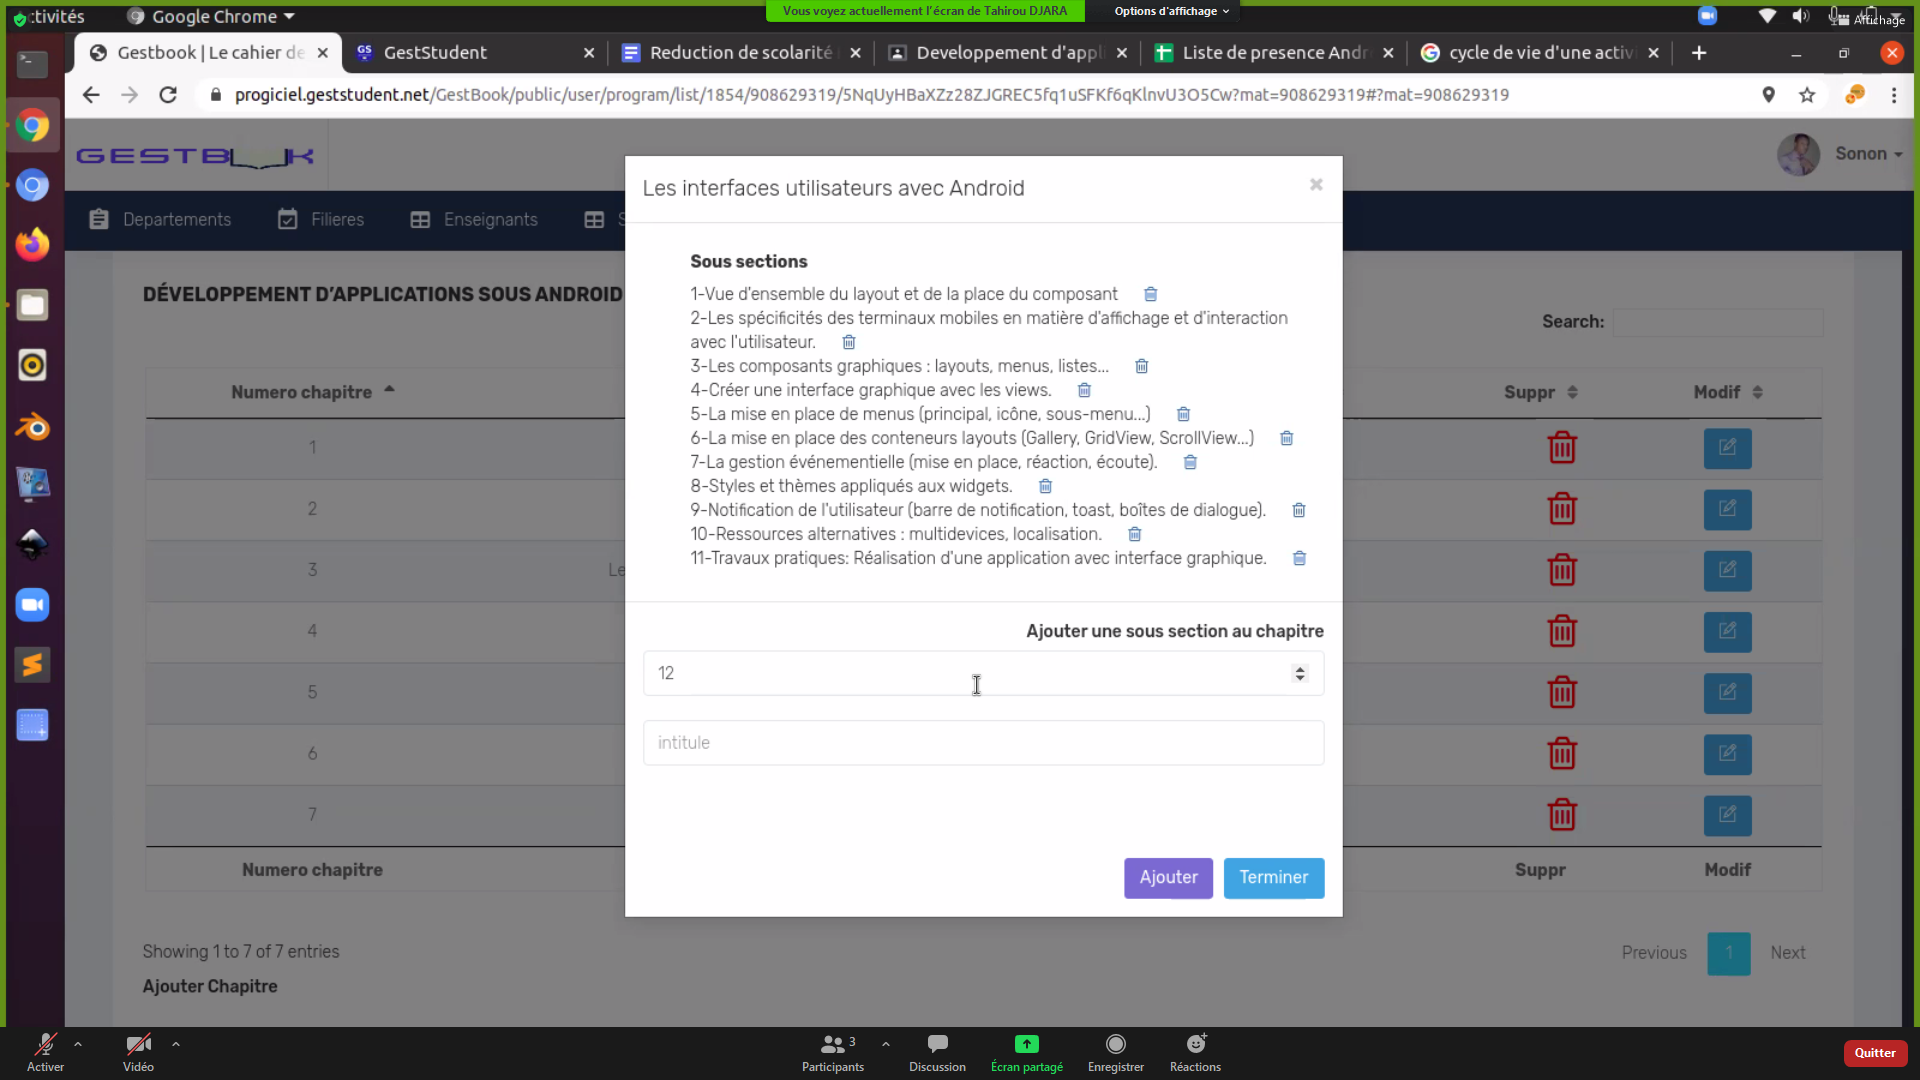 ctivités
Google Chrome
Vous voyez actuellement l'écran de Tahirou DJARA
Options d'affichage
Affichage
Gestbook | Le cahier de
GestStudent
Reduction de scolarité
Developpement d'appl
Liste de presence Andr
cycle de vie d'une activ
progiciel.geststudent.net/GestBook/public/user/program/list/1854/908629319/5NqUyHBaXZz28ZJGREC5fq1uSFKf6qKlnvU3O5Cw?mat=908629319#?mat=908629319
GESTBOOK
Sonon
Departements
Filieres
Enseignants
S
DÉVELOPPEMENT D'APPLICATIONS SOUS ANDROID
Search:
Numero chapitre
Suppr
Modif
1
2
3
Le
4
5
6
7
Numero chapitre
Suppr
Modif
Showing 1 to 7 of 7 entries
Previous
1
Next
Ajouter Chapitre
Les interfaces utilisateurs avec Android
Sous sections
1-Vue d'ensemble du layout et de la place du composant
2-Les spécificités des terminaux mobiles en matière d'affichage et d'interaction
avec l'utilisateur.
3-Les composants graphiques : layouts, menus, listes...
4-Créer une interface graphique avec les views.
5-La mise en place de menus (principal, icône, sous-menu...)
6-La mise en place des conteneurs layouts (Gallery, GridView, ScrollView...)
7-La gestion événementielle (mise en place, réaction, écoute).
8-Styles et thèmes appliqués aux widgets.
9-Notification de l'utilisateur (barre de notification, toast, boîtes de dialogue).
10-Ressources alternatives : multidevices, localisation.
11-Travaux pratiques: Réalisation d'une application avec interface graphique.
Ajouter une sous section au chapitre
12
intitule
Ajouter
Terminer
Activer
Vidéo
3
Participants
Discussion
Écran partagé
Enregistrer
Réactions
Quitter